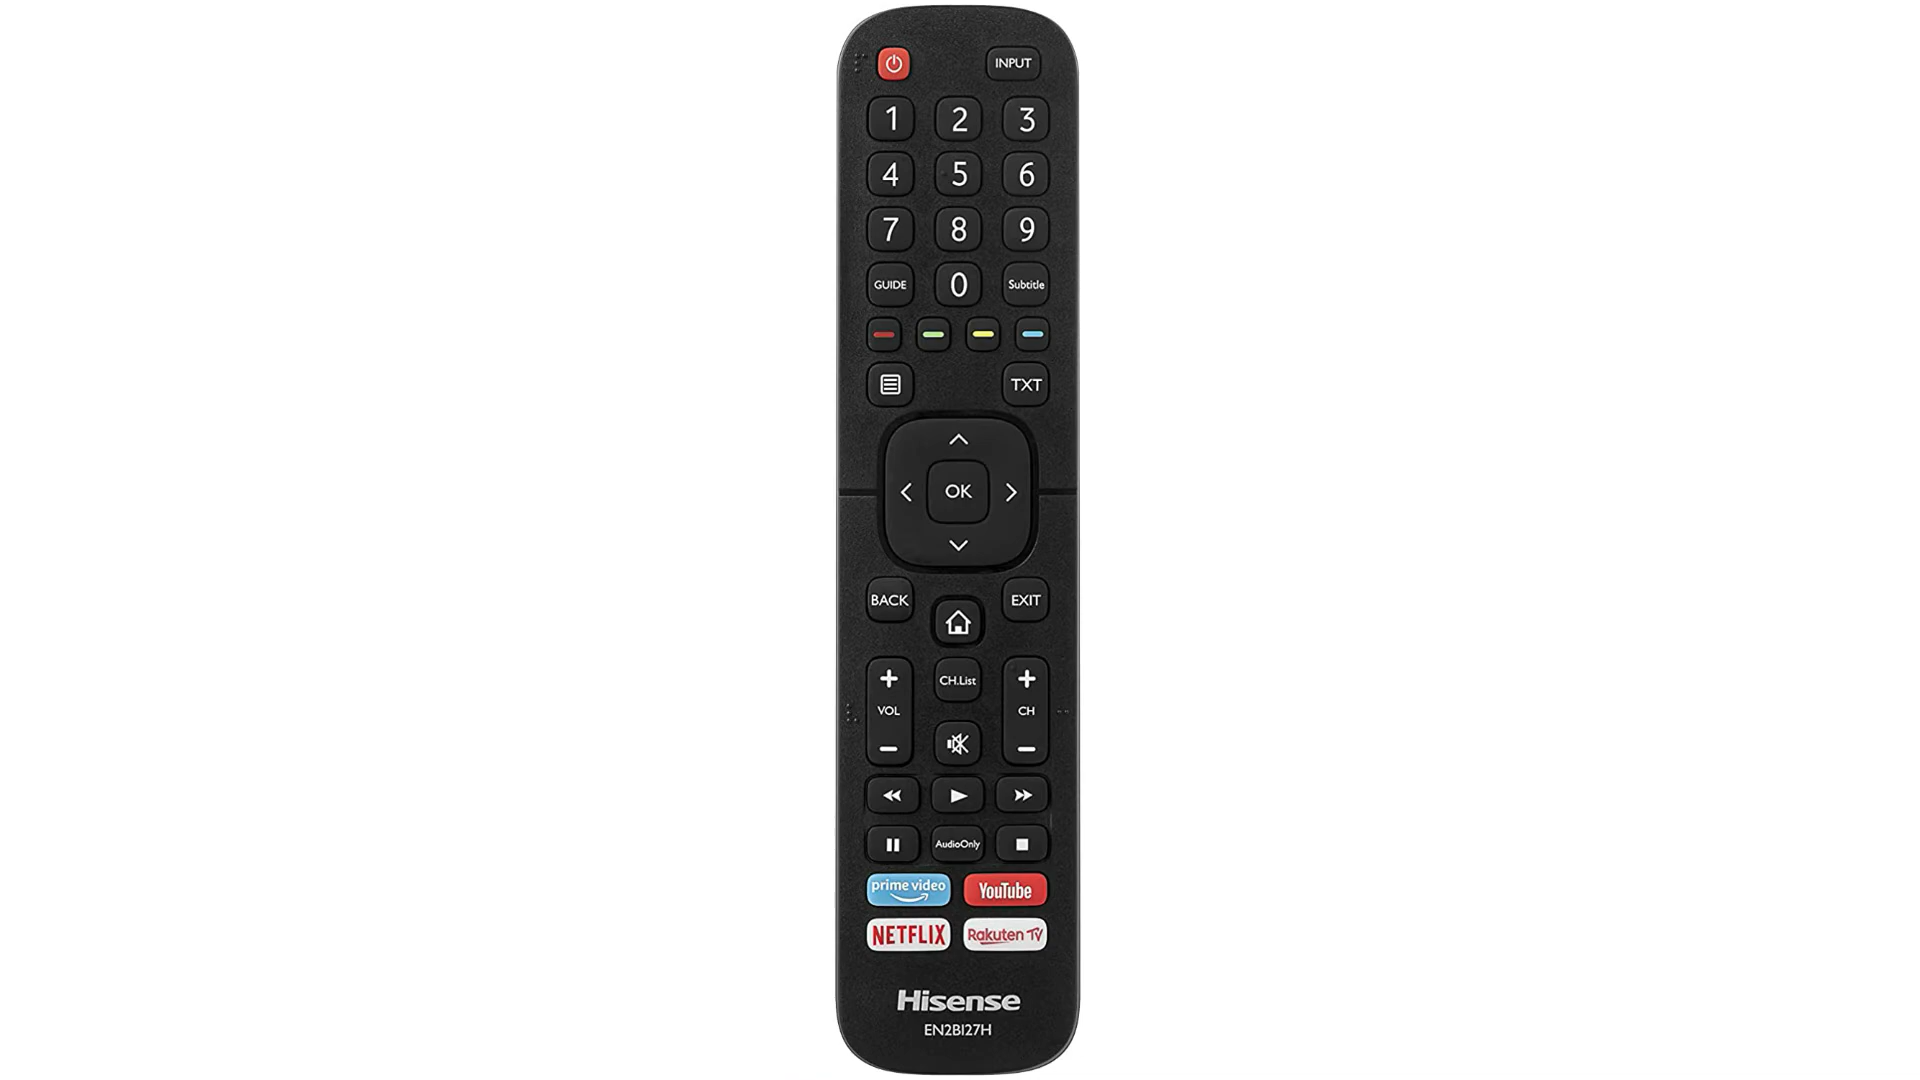 INPUT
1 2 3
4 5 6
7 8 9
GUIDE 0 Subtitle
TXT
OK
BACK EXIT
CH.List
VOL CH
AudioOnly
prime video YouTube
NETFLIX Rakuten TV
Hisense
EN2BI27H